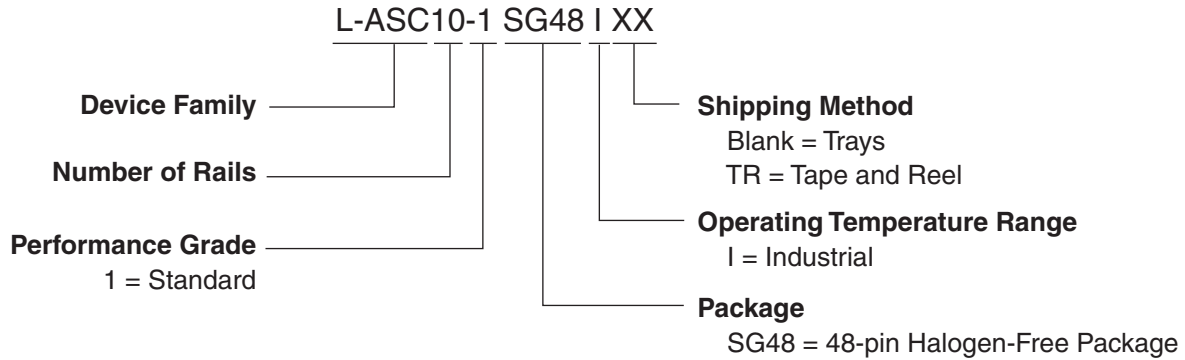 L-ASC10-1 SG48 I XX
Device Family
Number of Rails
Performance Grade
1 = Standard
Shipping Method
Blank = Trays
TR = Tape and Reel
Operating Temperature Range
I = Industrial
Package
SG48 = 48-pin Halogen-Free Package